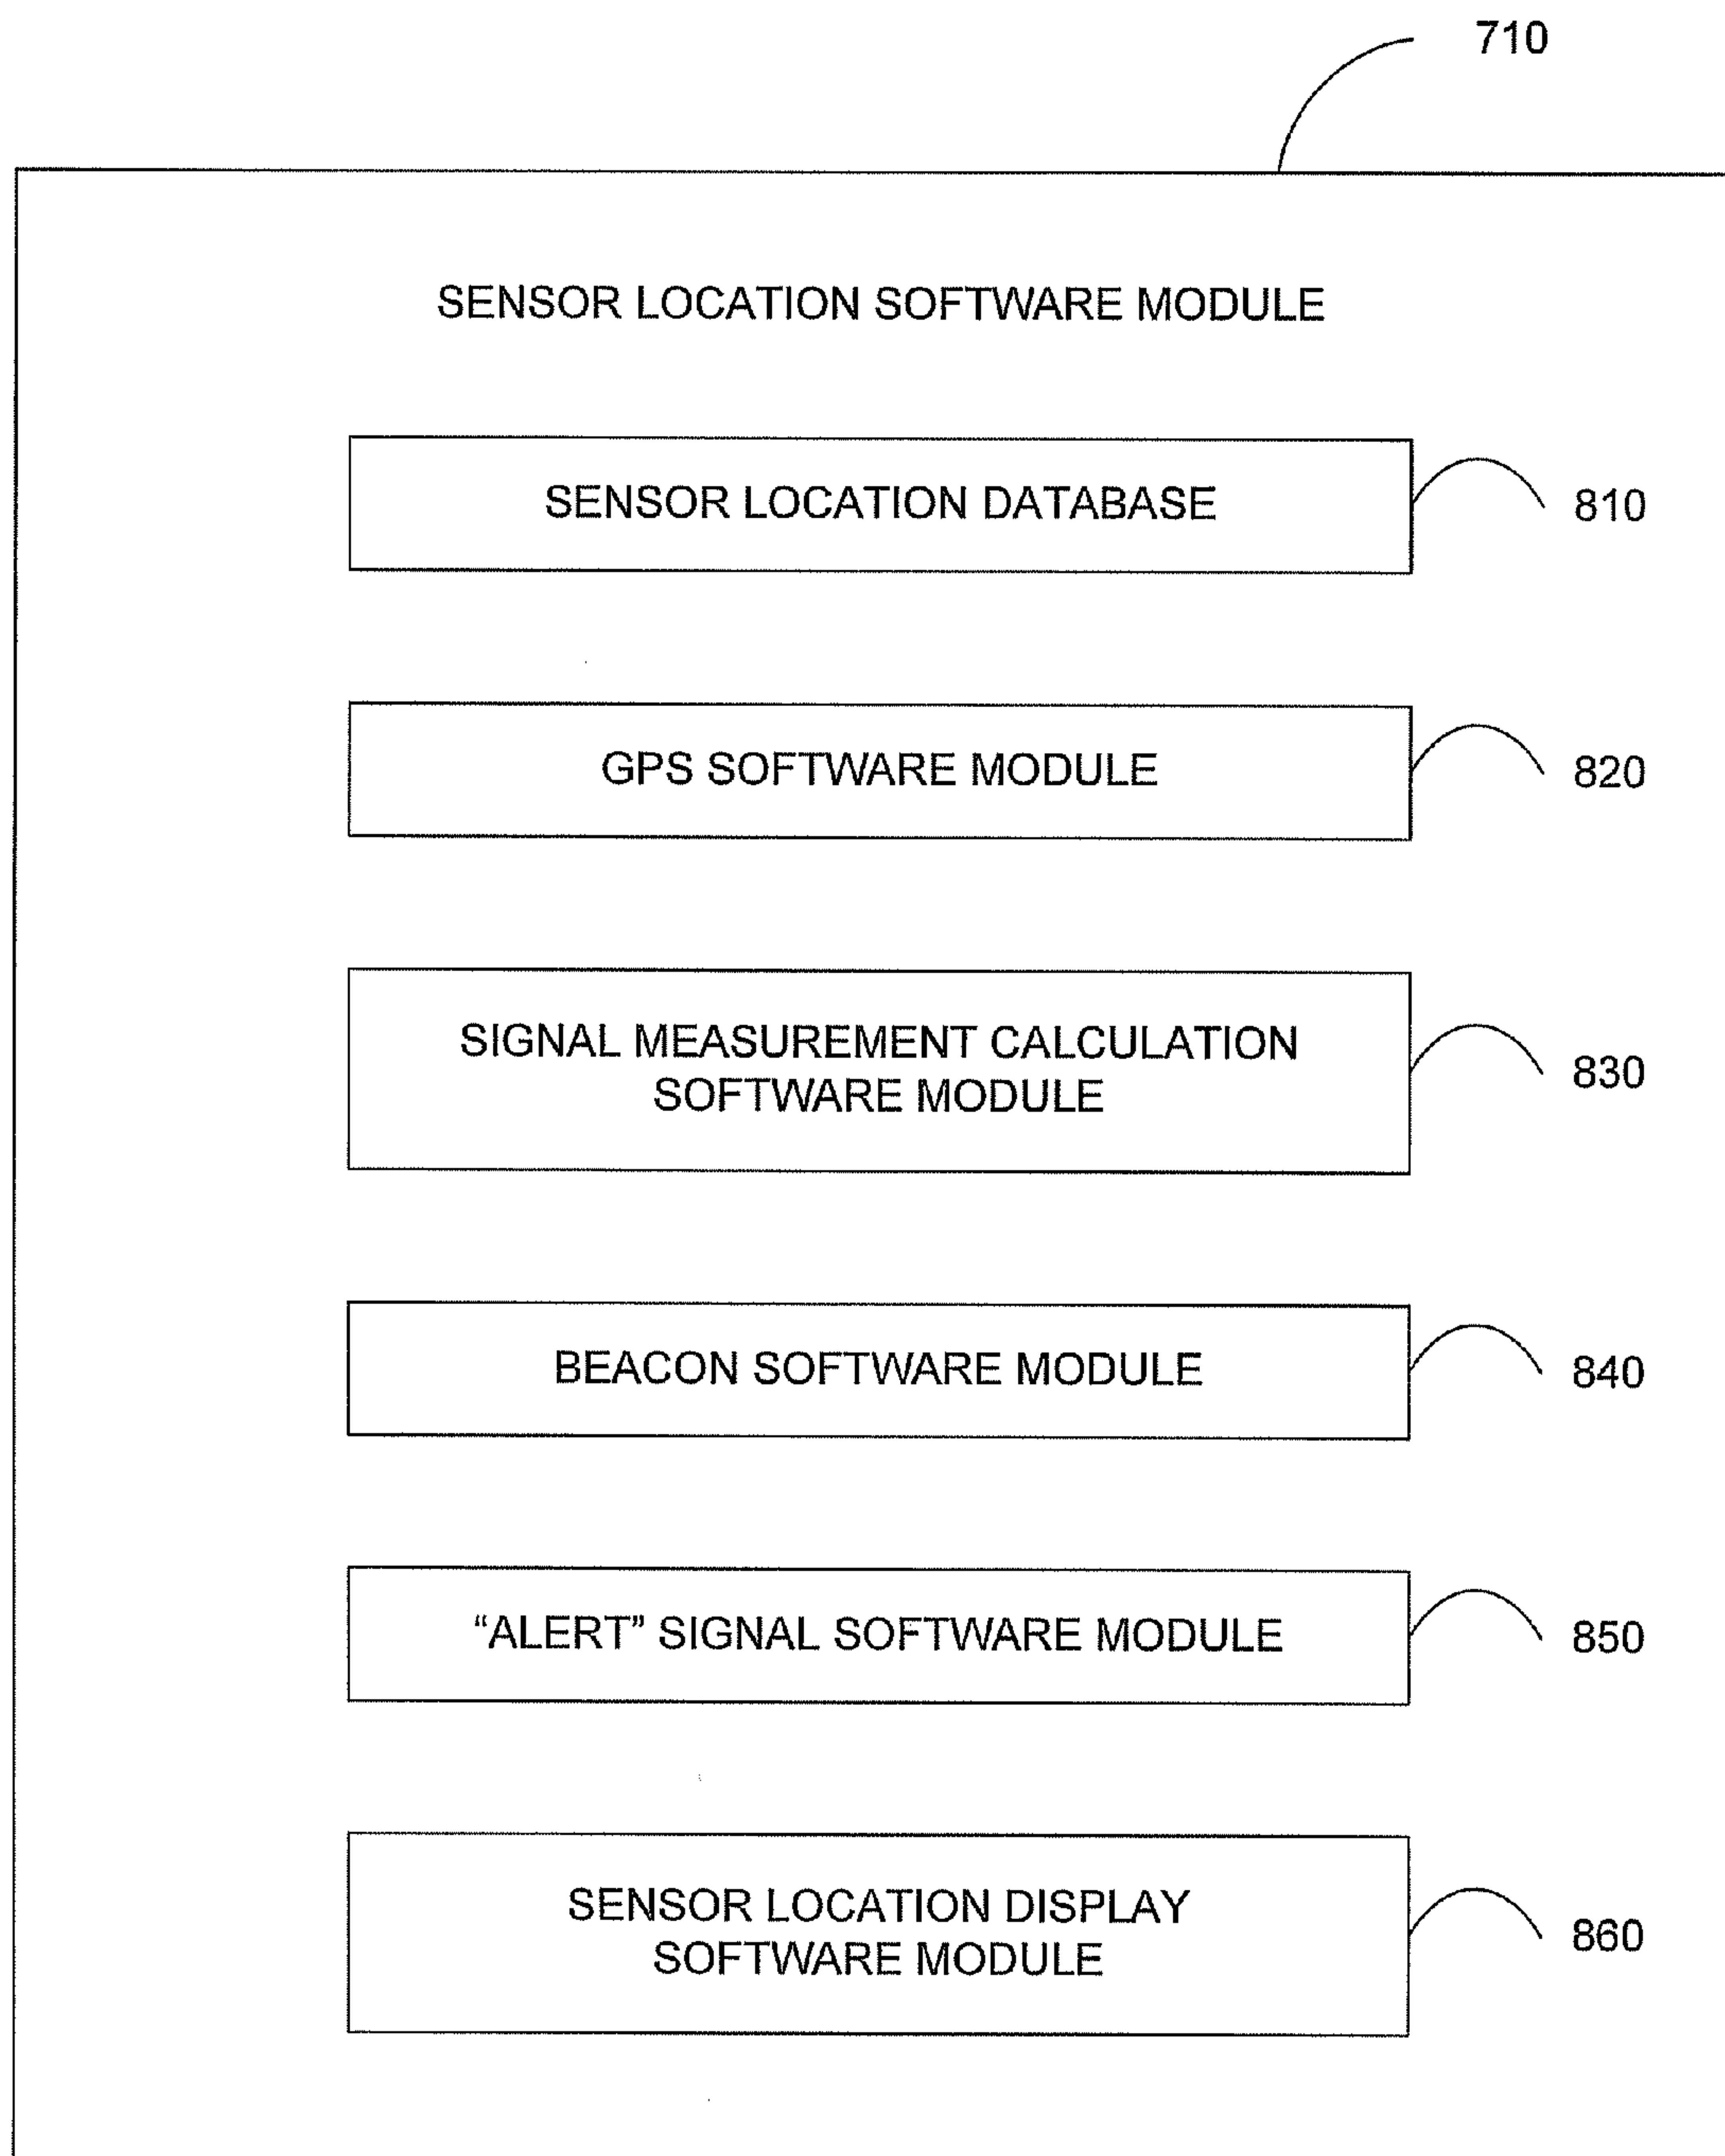 710
SENSOR LOCATION SOFTWARE MODULE
SENSOR LOCATION DATABASE
810
GPS SOFTWARE MODULE
820
SIGNAL MEASUREMENT CALCULATION
SOFTWARE MODULE
830
BEACON SOFTWARE MODULE
840
“ALERT” SIGNAL SOFTWARE MODULE
850
SENSOR LOCATION DISPLAY
SOFTWARE MODULE
860